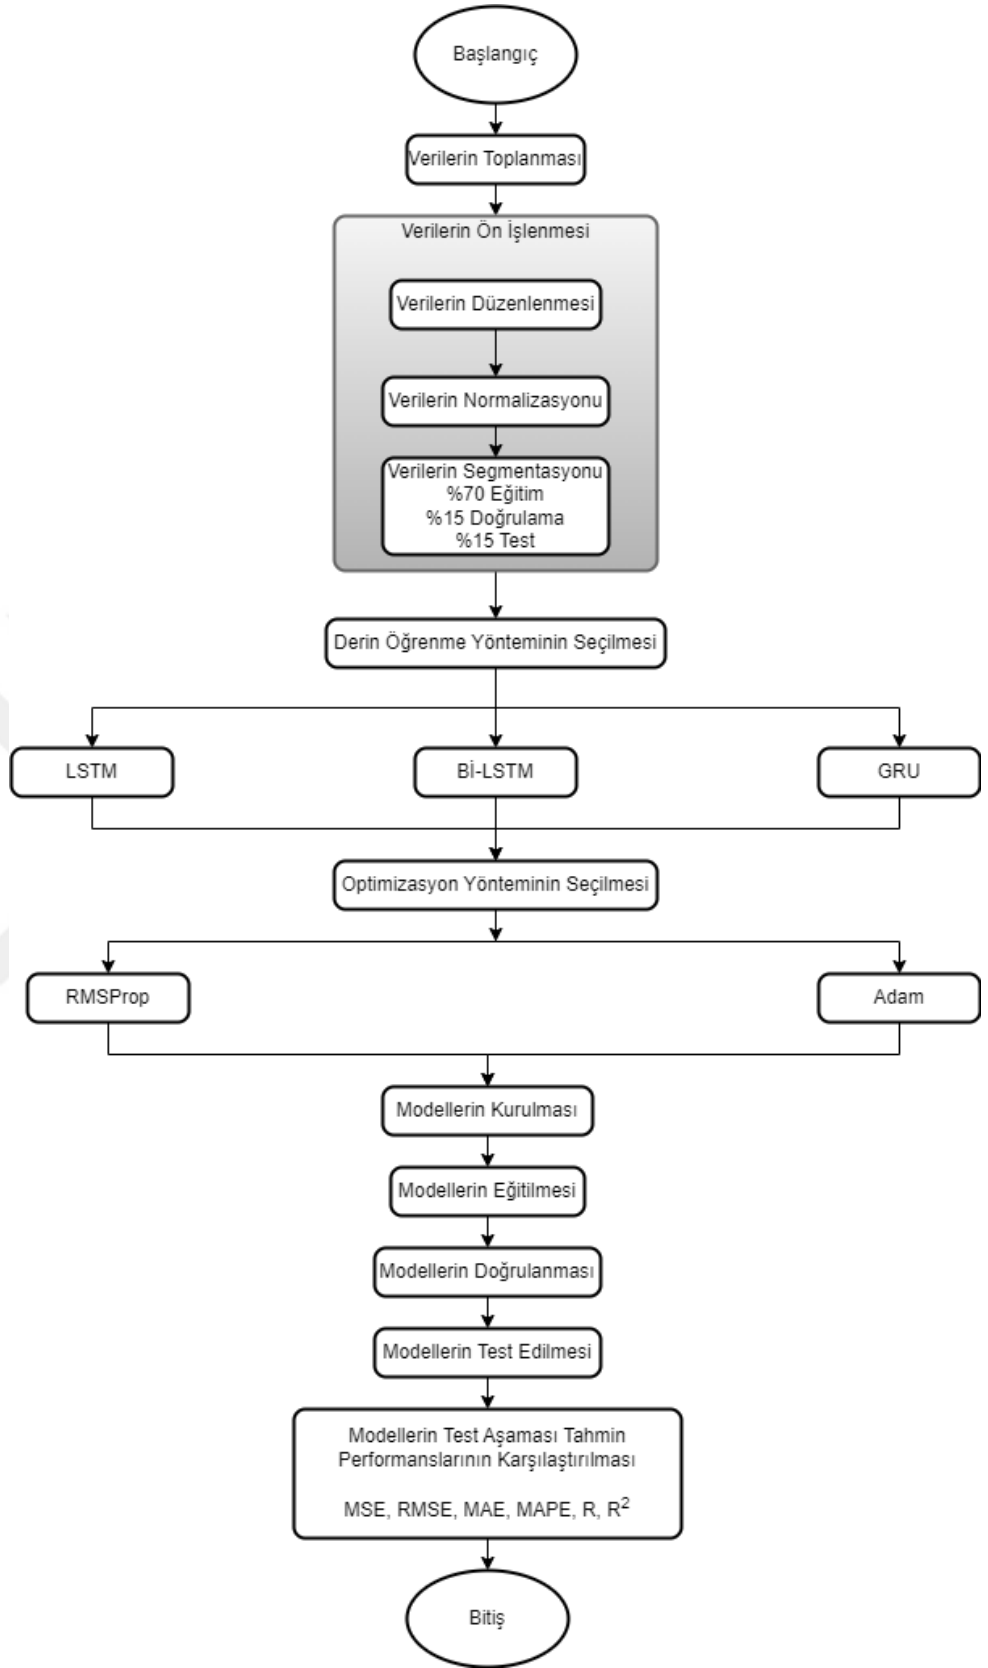 Başlangıç
Verilerin Toplanması
Verilerin Ön İşlenmesi
Verilerin Düzenlenmesi
Verilerin Normalizasyonu
Verilerin Segmentasyonu
%70 Eğitim
%15 Doğrulama
%15 Test
Derin Öğrenme Yönteminin Seçilmesi
LSTM
Bİ-LSTM
GRU
Optimizasyon Yönteminin Seçilmesi
RMSProp
Adam
Modellerin Kurulması
Modellerin Eğitilmesi
Modellerin Doğrulanması
Modellerin Test Edilmesi
Modellerin Test Aşaması Tahmin
Performanslarının Karşılaştırılması
MSE, RMSE, MAE, MAPE, R, R²
Bitiş